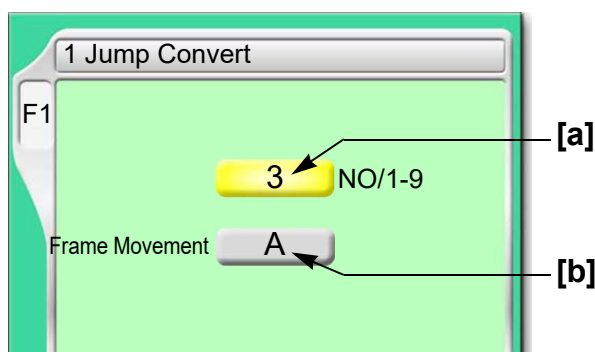 1 Jump Convert
F1
[a]
3 NO/1-9
Frame Movement A
[b]